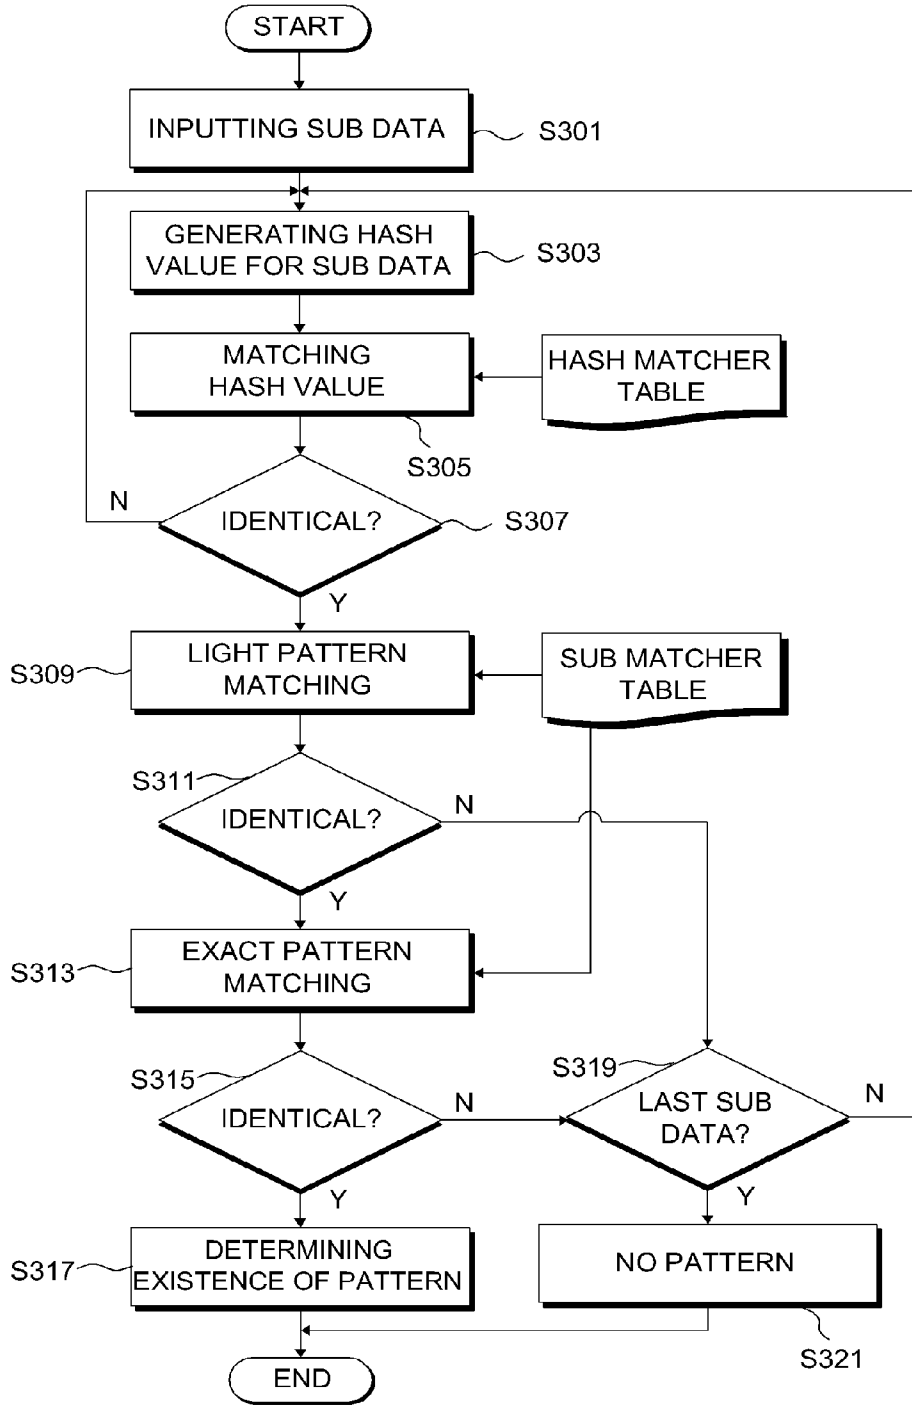 START
INPUTTING SUB DATA
S301
GENERATING HASH
VALUE FOR SUB DATA
S303
MATCHING
HASH VALUE
HASH MATCHER
TABLE
S305
N
IDENTICAL?
S307
Y
S309
LIGHT PATTERN
MATCHING
SUB MATCHER
TABLE
S311
IDENTICAL?
N
Y
S313
EXACT PATTERN
MATCHING
S315
IDENTICAL?
N
S319
LAST SUB
DATA?
N
Y
Y
S317
DETERMINING
EXISTENCE OF PATTERN
NO PATTERN
S321
END